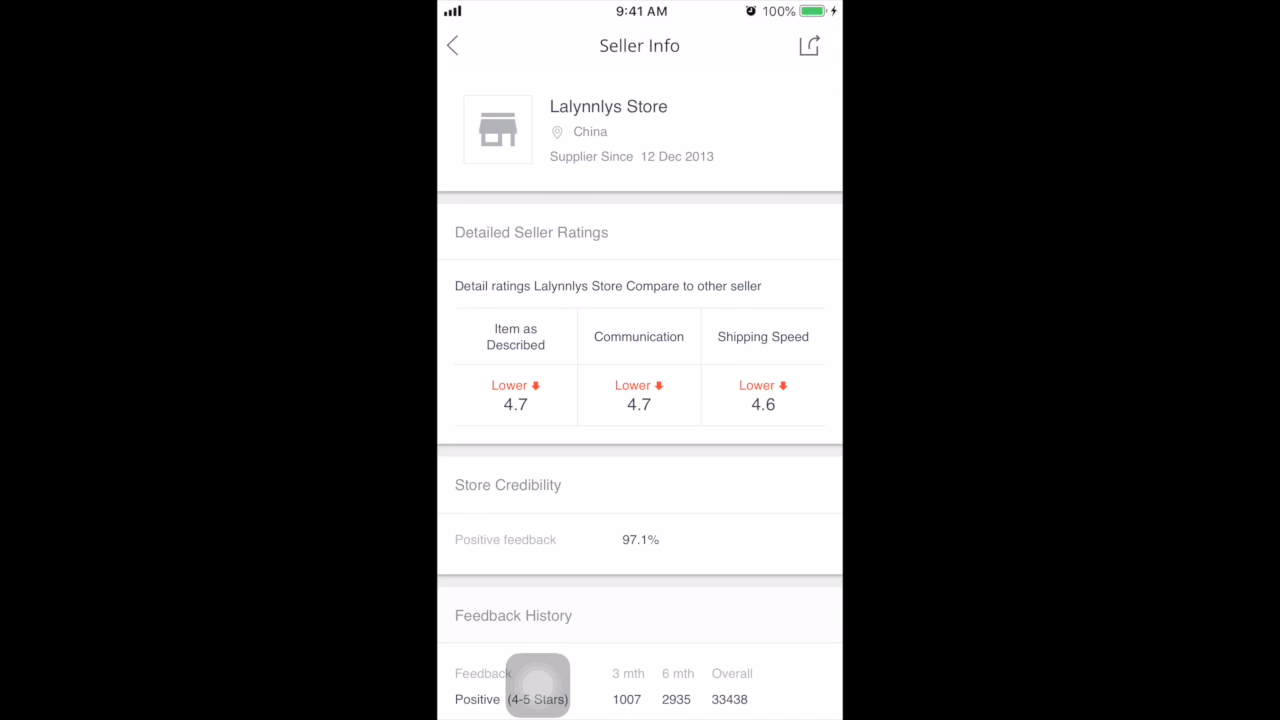 9:41 AM 100%
Seller Info
Lalynnlys Store
China
Supplier Since 12 Dec 2013
Detailed Seller Ratings
Detail ratings Lalynnlys Store Compare to other seller
Item as Described Communication Shipping Speed
Lower Lower Lower
4.7 4.7 4.6
Store Credibility
Positive feedback 97.1%
Feedback History
Feedback 3 mth 6 mth Overall
Positive (4-5 Stars) 1007 2935 33438